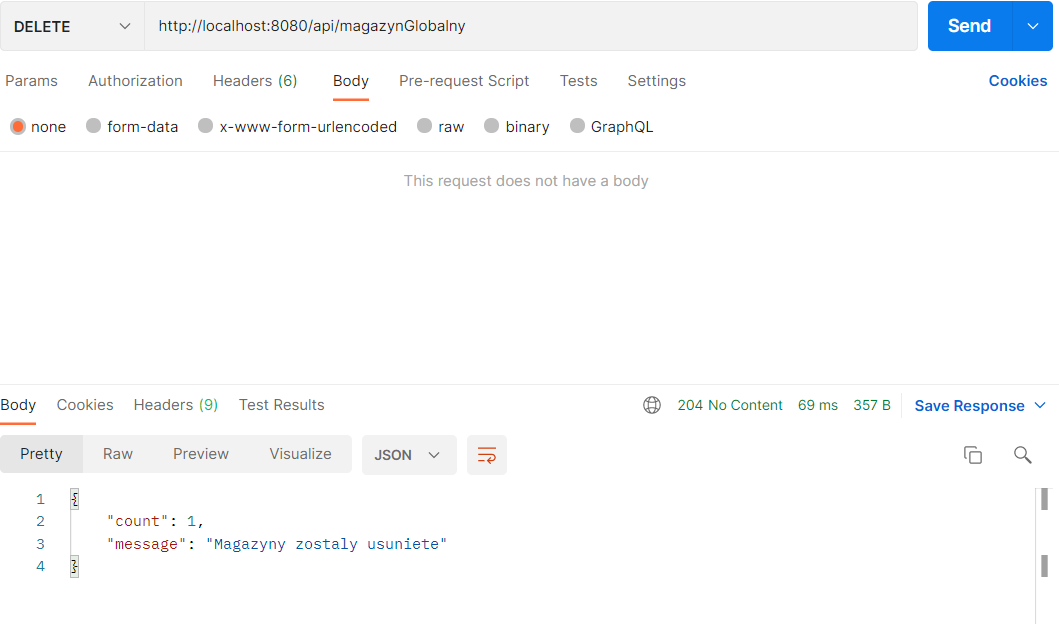 DELETE http://localhost:8080/api/magazynGlobalny Send
Params Authorization Headers (6) Body Pre-request Script Tests Settings Cookies
none form-data x-www-form-urlencoded raw binary GraphQL
This request does not have a body
Body Cookies Headers (9) Test Results 204 No Content 69 ms 357 B Save Response
Pretty Raw Preview Visualize JSON
1 {
2 "count": 1,
3 "message": "Magazyny zostaly usuniete"
4 }